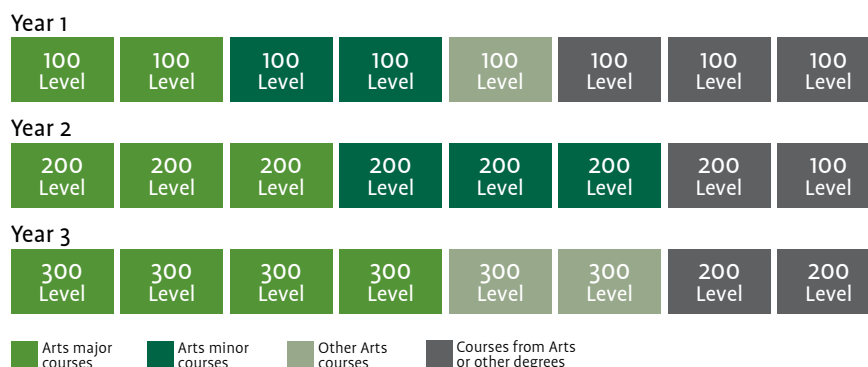 Year 1
100 100 100 100 100 100 100 100
Level Level Level Level Level Level Level Level
Year 2
200 200 200 200 200 200 200 100
Level Level Level Level Level Level Level Level
Year 3
300 300 300 300 300 300 200 200
Level Level Level Level Level Level Level Level
Arts major Arts minor Other Arts Courses from Arts
courses courses courses or other degrees